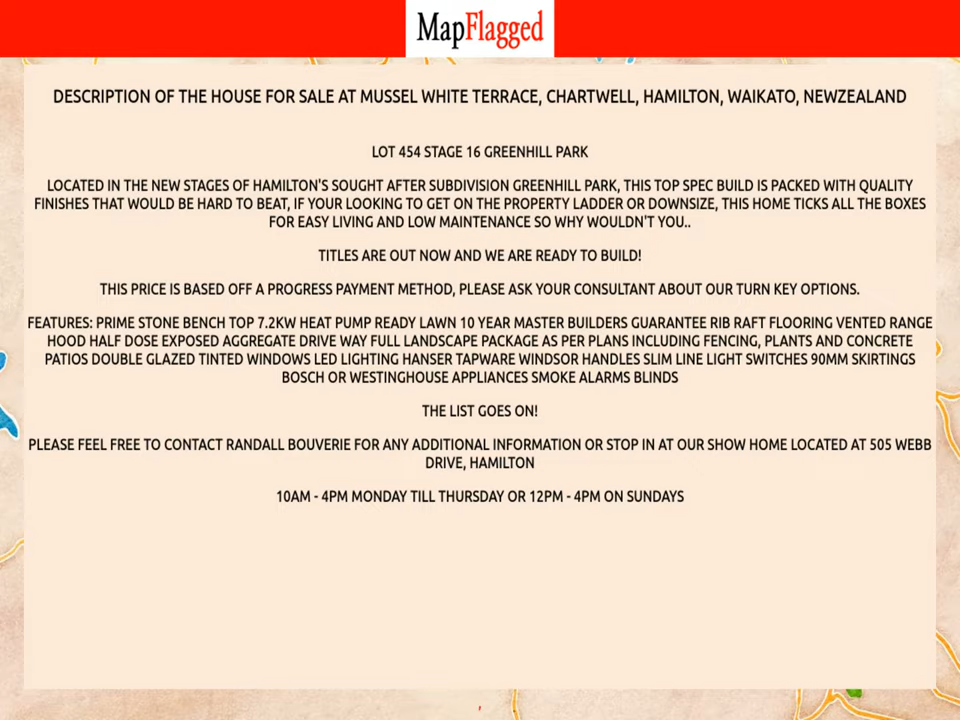 MapFlagged
DESCRIPTION OF THE HOUSE FOR SALE AT MUSSEL WHITE TERRACE, CHARTWELL, HAMILTON, WAIKATO, NEWZEALAND
LOT 454 STAGE 16 GREENHILL PARK
LOCATED IN THE NEW STAGES OF HAMILTON'S SOUGHT AFTER SUBDIVISION GREENHILL PARK, THIS TOP SPEC BUILD IS PACKED WITH QUALITY
FINISHES THAT WOULD BE HARD TO BEAT, IF YOUR LOOKING TO GET ON THE PROPERTY LADDER OR DOWNSIZE, THIS HOME TICKS ALL THE BOXES
FOR EASY LIVING AND LOW MAINTENANCE SO WHY WOULDN'T YOU..
TITLES ARE OUT NOW AND WE ARE READY TO BUILD!
THIS PRICE IS BASED OFF A PROGRESS PAYMENT METHOD, PLEASE ASK YOUR CONSULTANT ABOUT OUR TURN KEY OPTIONS.
FEATURES: PRIME STONE BENCH TOP 7.2KW HEAT PUMP READY LAWN 10 YEAR MASTER BUILDERS GUARANTEE RIB RAFT FLOORING VENTED RANGE
HOOD HALF DOSE EXPOSED AGGREGATE DRIVE WAY FULL LANDSCAPE PACKAGE AS PER PLANS INCLUDING FENCING, PLANTS AND CONCRETE
PATIOS DOUBLE GLAZED TINTED WINDOWS LED LIGHTING HANSER TAPWARE WINDSOR HANDLES SLIM LINE LIGHT SWITCHES 90MM SKIRTINGS
BOSCH OR WESTINGHOUSE APPLIANCES SMOKE ALARMS BLINDS
THE LIST GOES ON!
PLEASE FEEL FREE TO CONTACT RANDALL BOUVERIE FOR ANY ADDITIONAL INFORMATION OR STOP IN AT OUR SHOW HOME LOCATED AT 505 WEBB
DRIVE, HAMILTON
10AM - 4PM MONDAY TILL THURSDAY OR 12PM - 4PM ON SUNDAYS
,